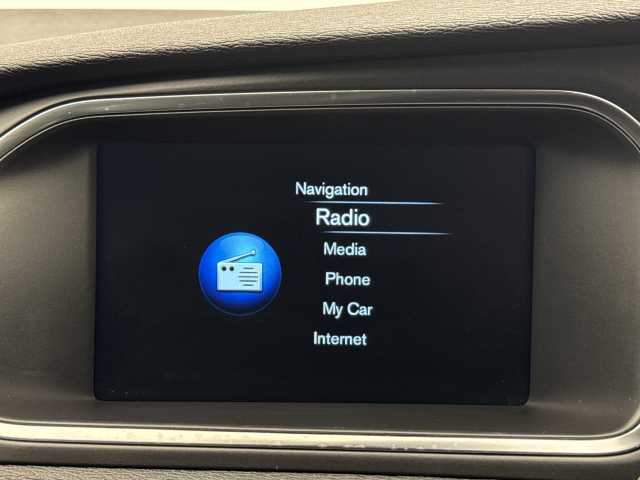 Navigation
Radio
Media
Phone
My Car
Internet